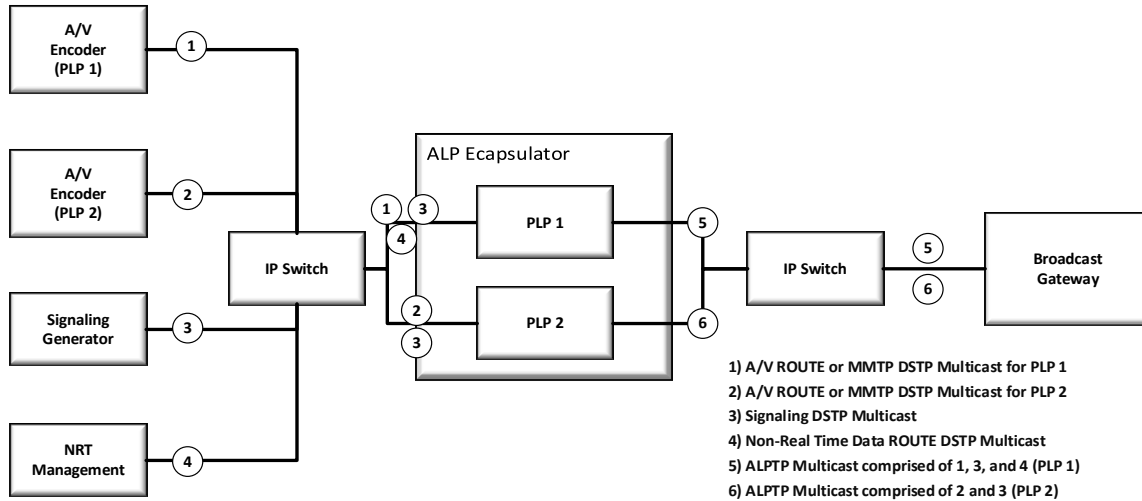 A/V
Encoder
(PLP 1)
1
A/V
Encoder
(PLP 2)
2
Signaling
Generator
3
NRT
Management
4
IP Switch
ALP Ecapsulator
1
3
4
PLP 1
2
3
PLP 2
5
6
IP Switch
5
6
Broadcast
Gateway
1) A/V ROUTE or MMTP DSTP Multicast for PLP 1
2) A/V ROUTE or MMTP DSTP Multicast for PLP 2
3) Signaling DSTP Multicast
4) Non-Real Time Data ROUTE DSTP Multicast
5) ALPTP Multicast comprised of 1, 3, and 4 (PLP 1)
6) ALPTP Multicast comprised of 2 and 3 (PLP 2)